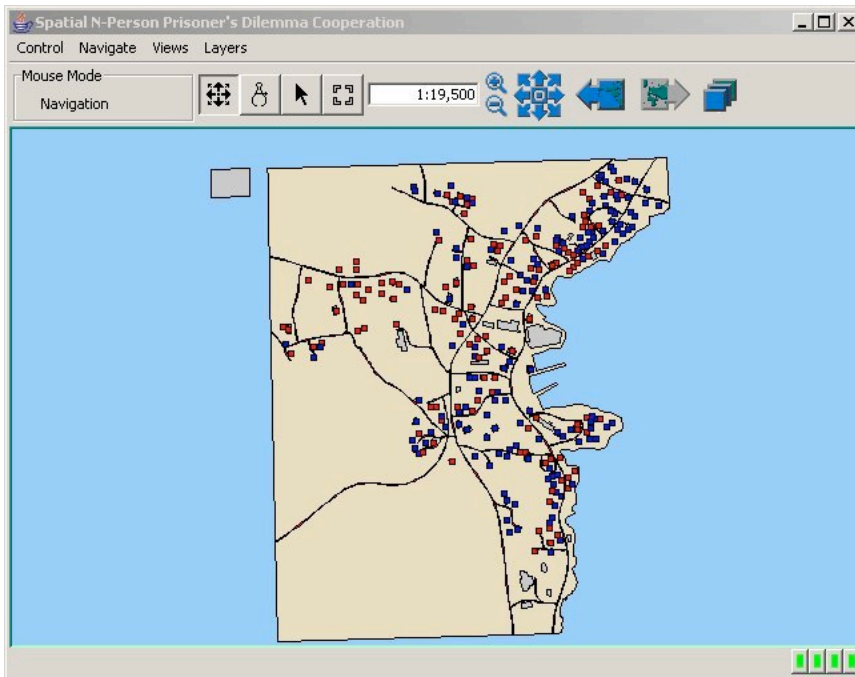 Spatial N-Person Prisoner's Dilemma Cooperation
Control Navigate Views Layers
Mouse Mode
Navigation
1:19,500